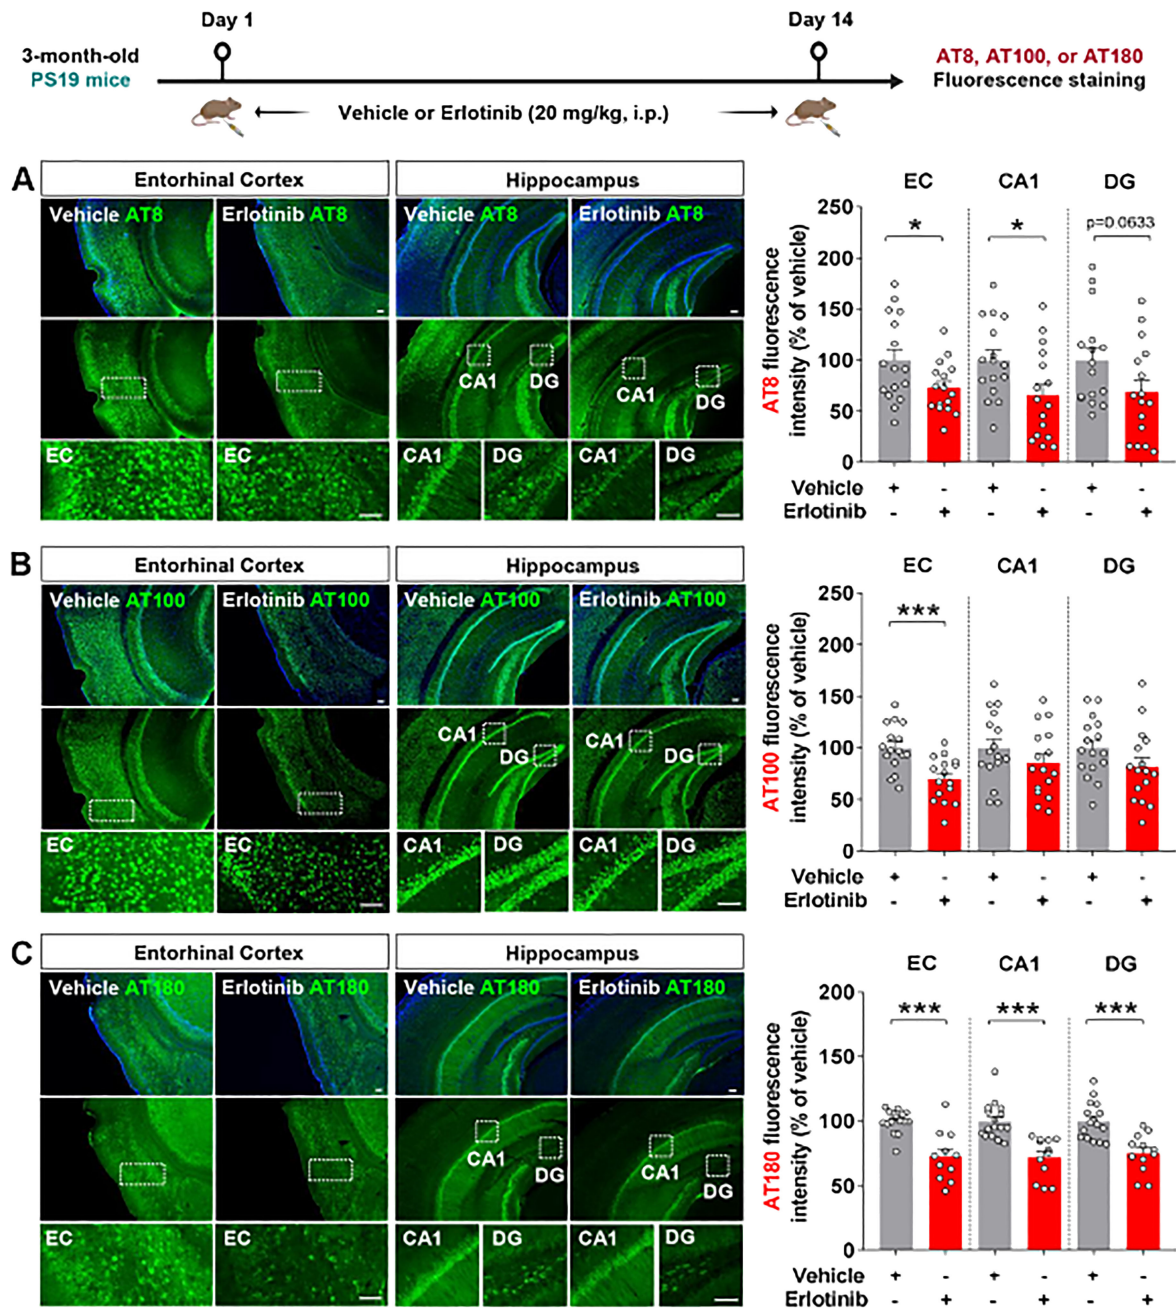 Day 1
Day 14
3-month-old
PS19 mice
AT8, AT100, or AT180
Fluorescence staining
Vehicle or Erlotinib (20 mg/kg, i.p.)
A
Entorhinal Cortex
Hippocampus
Vehicle AT8
Erlotinib AT8
Vehicle AT8
Erlotinib AT8
CA1
DG
CA1
DG
EC
EC
CA1
DG
CA1
DG
EC
CA1
DG
AT8 fluorescence
intensity (% of vehicle)
250
200
150
100
50
0
*
*
p=0.0633
Vehicle + - + - + -
Erlotinib - + - + - +
B
Entorhinal Cortex
Hippocampus
Vehicle AT100
Erlotinib AT100
Vehicle AT100
Erlotinib AT100
CA1
DG
CA1
DG
EC
EC
CA1
DG
CA1
DG
EC
CA1
DG
AT100 fluorescence
intensity (% of vehicle)
250
200
150
100
50
0
***
Vehicle + - + - + -
Erlotinib - + - + - +
C
Entorhinal Cortex
Hippocampus
Vehicle AT180
Erlotinib AT180
Vehicle AT180
Erlotinib AT180
CA1
DG
CA1
DG
EC
EC
CA1
DG
CA1
DG
EC
CA1
DG
AT180 fluorescence
intensity (% of vehicle)
200
150
100
50
0
***
***
***
Vehicle + - + - + -
Erlotinib - + - + - +